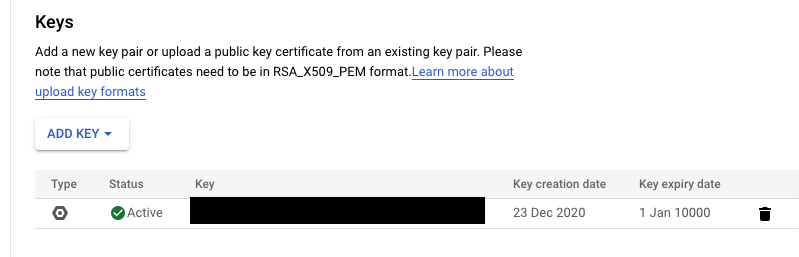 Keys
Add a new key pair or upload a public key certificate from an existing key pair. Please
note that public certificates need to be in RSA_X509_PEM format.Learn more about
upload key formats
ADD KEY
Type Status Key Key creation date Key expiry date
Active 23 Dec 2020 1 Jan 10000